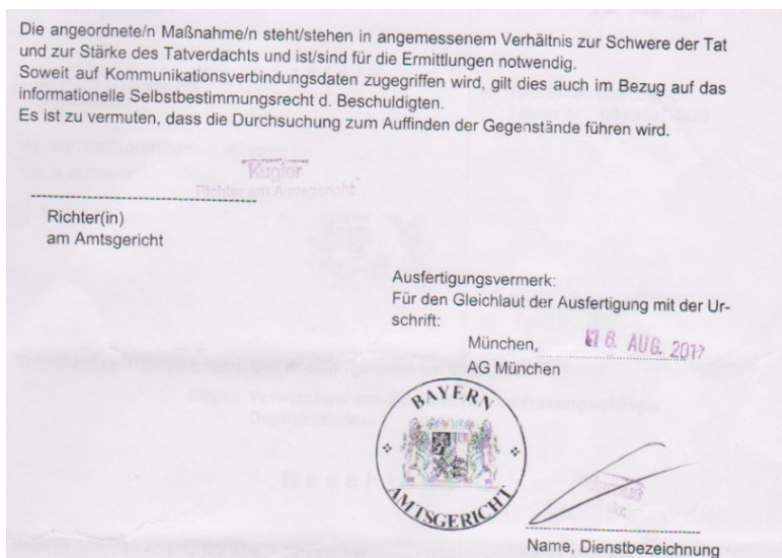 Die angeordnete/n Maßnahme/n steht/stehen in angemessenem Verhältnis zur Schwere der Tat
und zur Stärke des Tatverdachts und ist/sind für die Ermittlungen notwendig.
Soweit auf Kommunikationsverbindungsdaten zugegriffen wird, gilt dies auch im Bezug auf das
informationelle Selbstbestimmungsrecht d. Beschuldigten.
Es ist zu vermuten, dass die Durchsuchung zum Auffinden der Gegenstände führen wird.
Kugler
Richter am Amtsgericht
Richter(in)
am Amtsgericht
Ausfertigungsvermerk:
Für den Gleichlaut der Ausfertigung mit der Ur-
schrift:
München, 8. AUG. 2017
AG München
BAYERN
AMTSGERICHT
Name, Dienstbezeichnung